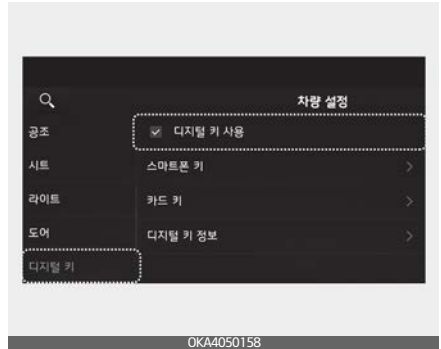 차량 설정
공조
디지털 키 사용
시트
스마트폰 키
라이트
카드 키
도어
디지털 키 정보
디지털 키
OKA4050158